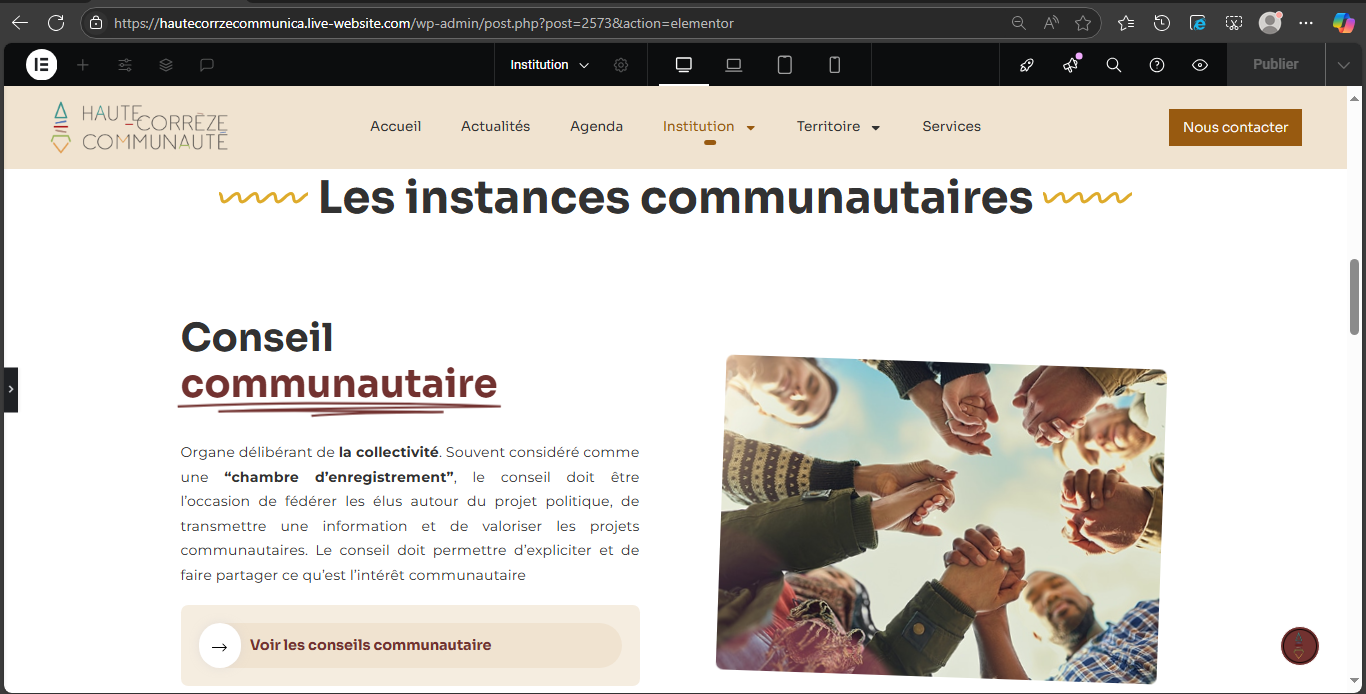 https://hautecorrzecommunica.live-website.com/wp-admin/post.php?post=2573&action=elementor
Institution
Publier
HAUTE
_CORRÈZE
COMMUNAUTÉ
Accueil
Actualités
Agenda
Institution
Territoire
Services
Nous contacter
Les instances communautaires
Conseil
communautaire
Organe délibérant de la collectivité. Souvent considéré comme
une “chambre d’enregistrement”, le conseil doit être
l’occasion de fédérer les élus autour du projet politique, de
transmettre une information et de valoriser les projets
communautaires. Le conseil doit permettre d’expliciter et de
faire partager ce qu’est l’intérêt communautaire
→ Voir les conseils communautaire